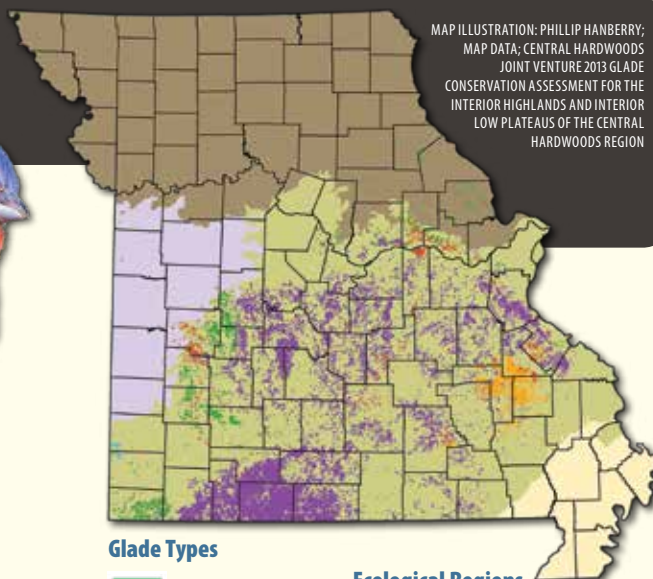 MAP ILLUSTRATION: PHILLIP HANBERRY;
MAP DATA; CENTRAL HARDWOODS
JOINT VENTURE 2013 GLADE
CONSERVATION ASSESSMENT FOR THE
INTERIOR HIGHLANDS AND INTERIOR
LOW PLATEAUS OF THE CENTRAL
HARDWOODS REGION
Glade Types
Ecological Regions